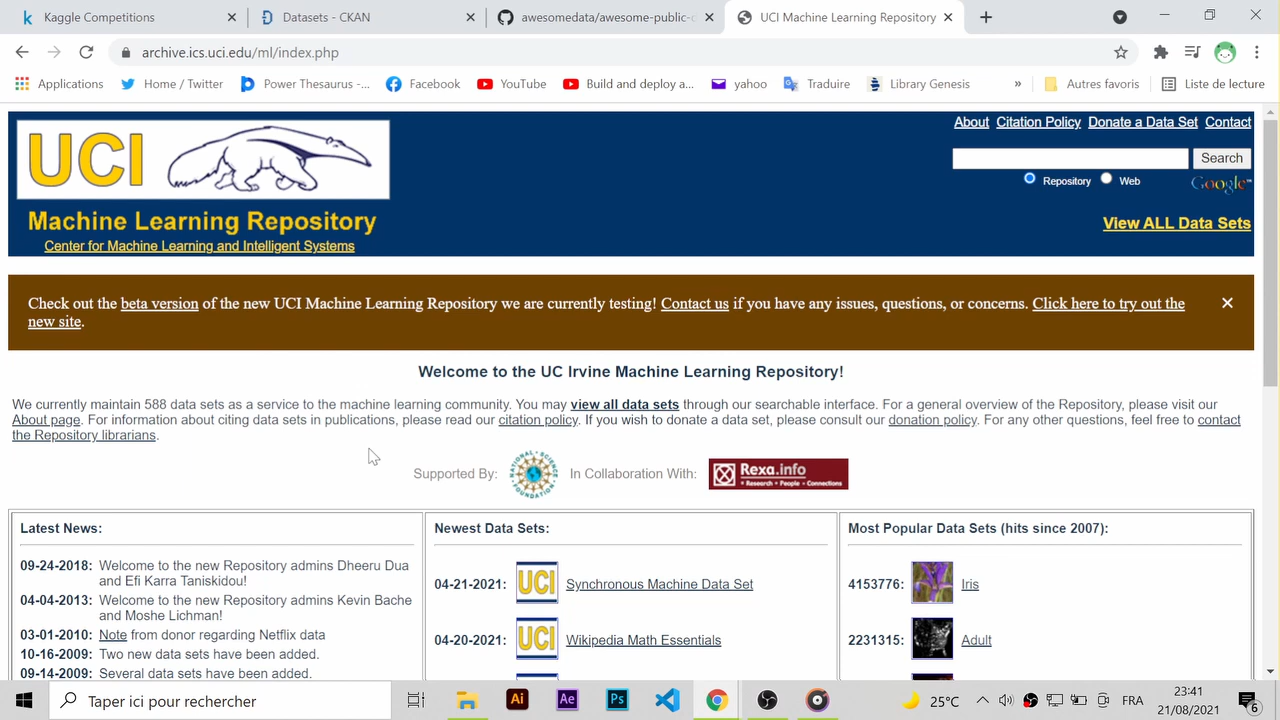 Kaggle Competitions
Datasets - CKAN
awesomedata/awesome-public-
UCI Machine Learning Repository
archive.ics.uci.edu/ml/index.php
Applications
Home / Twitter
Power Thesaurus -...
Facebook
YouTube
Build and deploy a...
yahoo
Traduire
Library Genesis
»
Autres favoris
Liste de lecture
UCI
Machine Learning Repository
Center for Machine Learning and Intelligent Systems
About Citation Policy Donate a Data Set Contact
Search
Repository Web
Google™
View ALL Data Sets
Check out the beta version of the new UCI Machine Learning Repository we are currently testing! Contact us if you have any issues, questions, or concerns. Click here to try out the
new site.
Welcome to the UC Irvine Machine Learning Repository!
We currently maintain 588 data sets as a service to the machine learning community. You may view all data sets through our searchable interface. For a general overview of the Repository, please visit our
About page. For information about citing data sets in publications, please read our citation policy. If you wish to donate a data set, please consult our donation policy. For any other questions, feel free to contact
the Repository librarians.
Supported By:
NATIONAL SCIENCE FOUNDATION
In Collaboration With:
Rexa.info
Research • People • Connections
Latest News:
09-24-2018: Welcome to the new Repository admins Dheeru Dua
and Efi Karra Taniskidou!
04-04-2013: Welcome to the new Repository admins Kevin Bache
and Moshe Lichman!
03-01-2010: Note from donor regarding Netflix data
10-16-2009: Two new data sets have been added.
09-14-2009: Several data sets have been added.
Newest Data Sets:
04-21-2021: UCI Synchronous Machine Data Set
04-20-2021: UCI Wikipedia Math Essentials
Most Popular Data Sets (hits since 2007):
4153776: Iris
2231315: Adult
Taper ici pour rechercher
Ai
Ae
Ps
25°C
FRA
23:41
21/08/2021
6